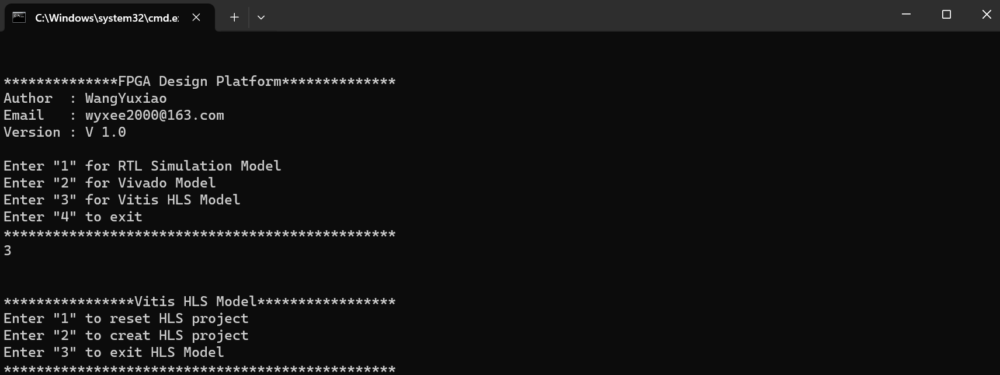 C:\Windows\system32\cmd.e
**************FPGA Design Platform**************
Author  : WangYuxiao
Email   : wyxee2000@163.com
Version : V 1.0
Enter "1" for RTL Simulation Model
Enter "2" for Vivado Model
Enter "3" for Vitis HLS Model
Enter "4" to exit
************************************************
3
****************Vitis HLS Model*****************
Enter "1" to reset HLS project
Enter "2" to creat HLS project
Enter "3" to exit HLS Model
************************************************